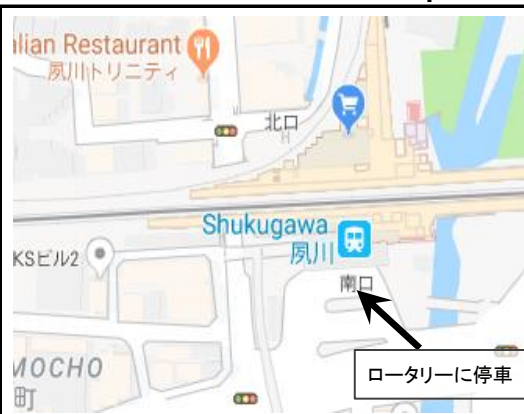 lian Restaurant
夙川トリニティ
北口
Shukugawa
夙川
KSビル2
南口
ロータリーに停車
MOCHO
町